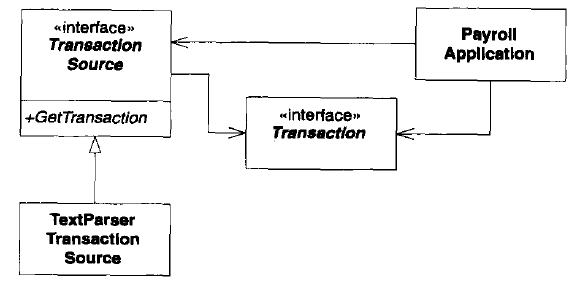 «interface»
Transaction
Source
+GetTransaction
Payroll
Application
«interface»
Transaction
TextParser
Transaction
Source